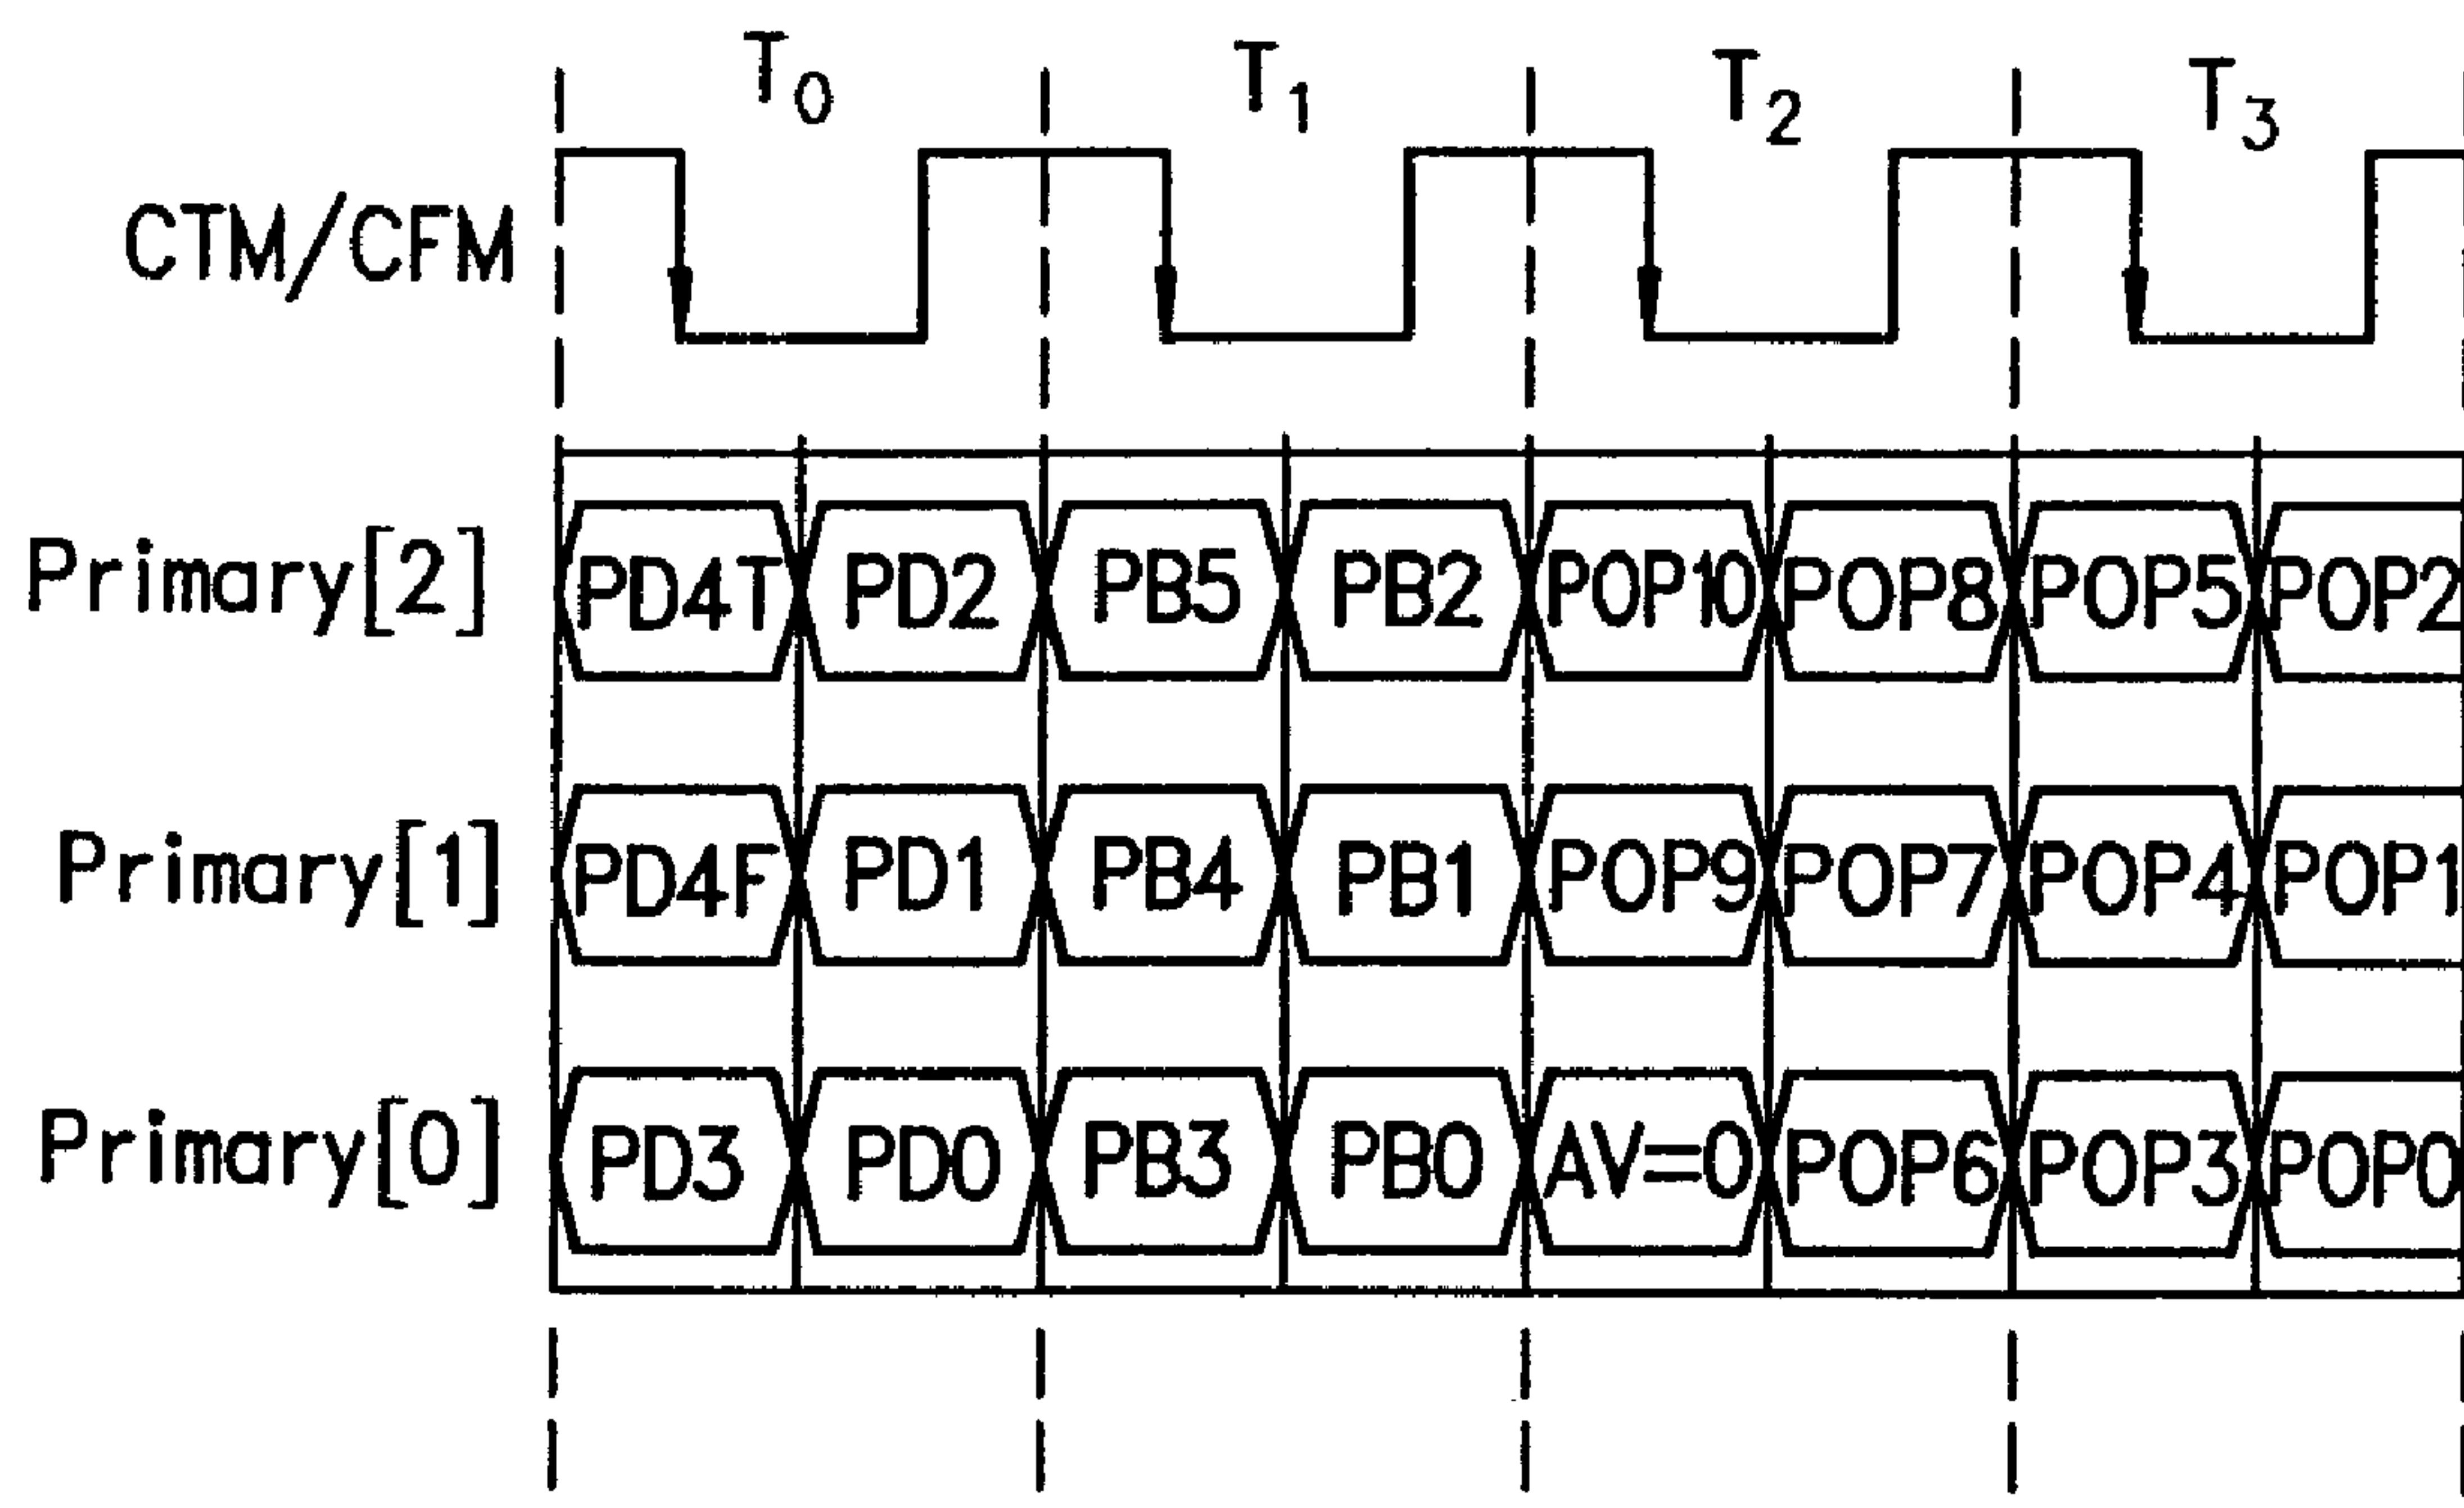 T0 T1 T2 T3
CTM/CFM
Primary[2] PD4T PD2 PB5 PB2 POP10 POP8 POP5 POP2
Primary[1] PD4F PD1 PB4 PB1 POP9 POP7 POP4 POP1
Primary[0] PD3 PD0 PB3 PB0 AV=0 POP6 POP3 POP0